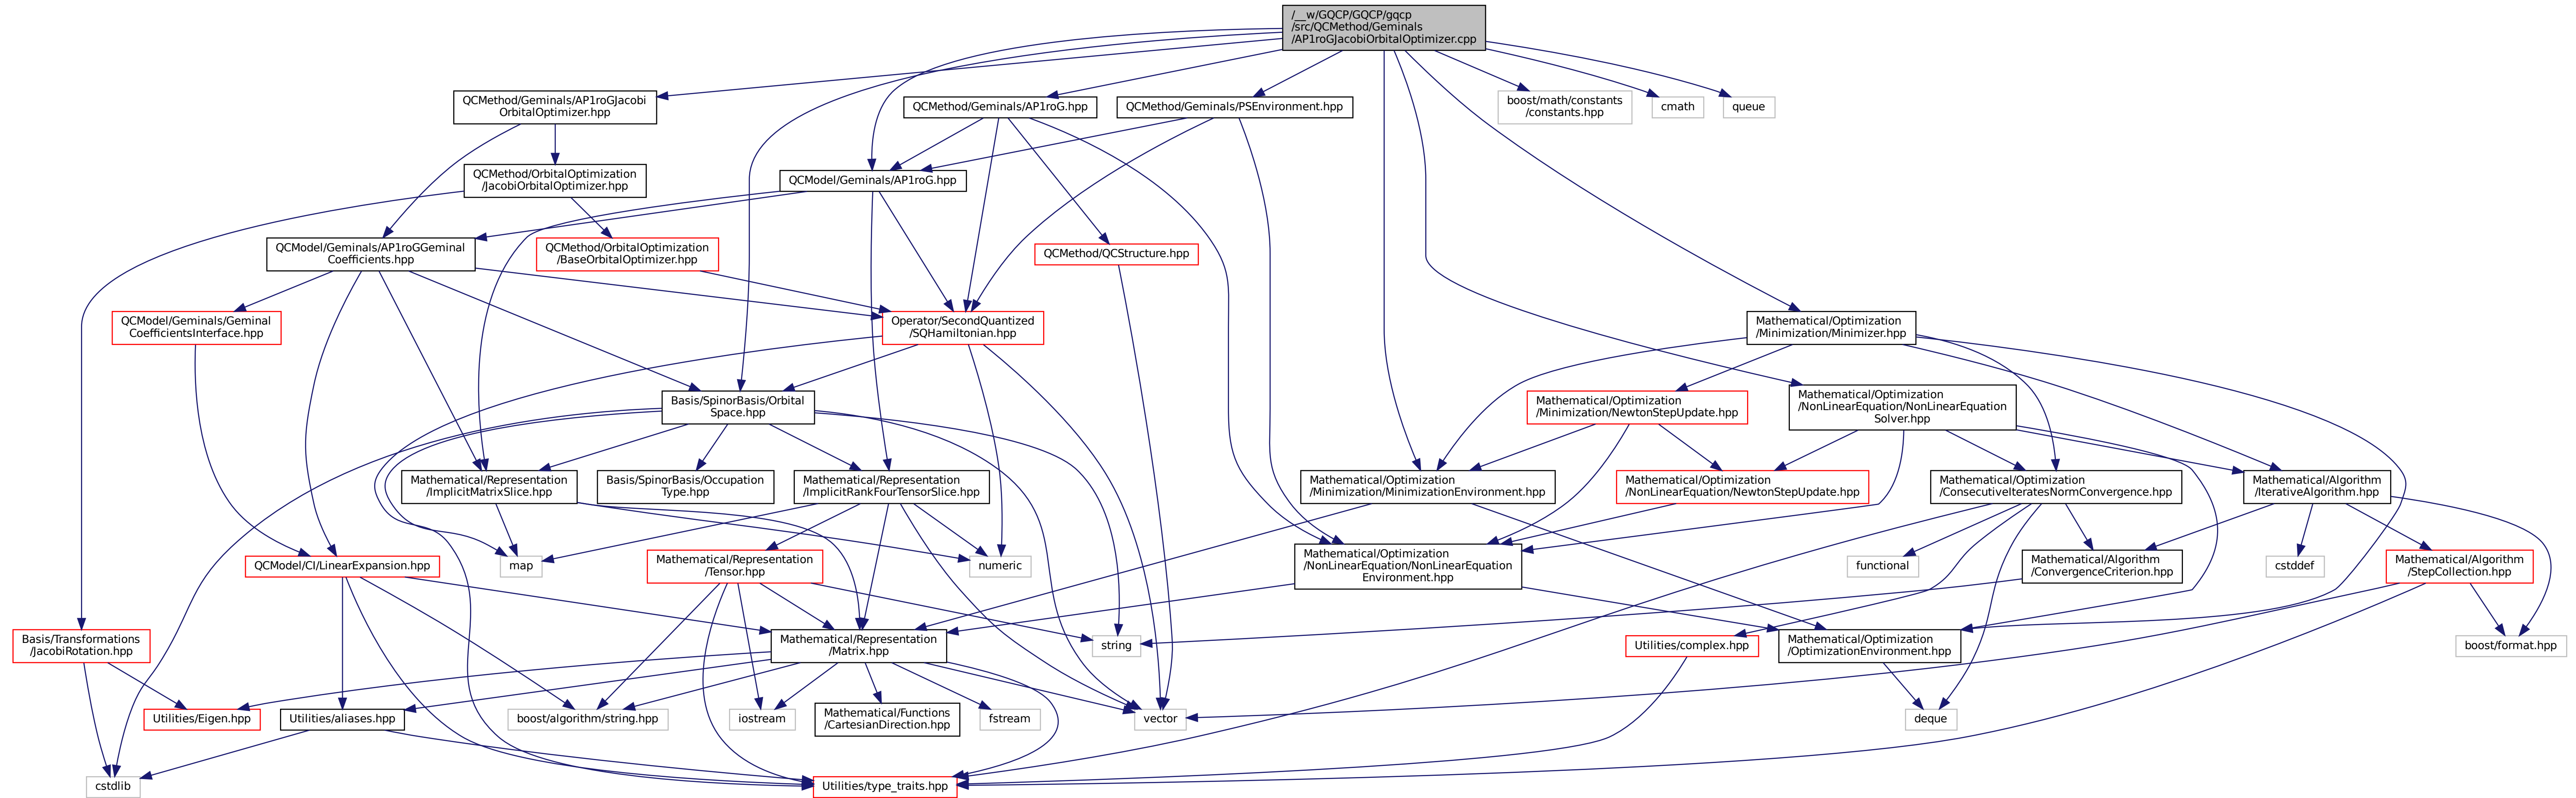 /__w/GQCP/GQCP/gqcp
/src/QCMethod/Geminals
/AP1roGJacobiOrbitalOptimizer.cpp
QCMethod/Geminals/AP1roGJacobi
OrbitalOptimizer.hpp
QCMethod/Geminals/AP1roG.hpp
QCMethod/Geminals/PSEnvironment.hpp
boost/math/constants
/constants.hpp
cmath
queue
QCMethod/OrbitalOptimization
/JacobiOrbitalOptimizer.hpp
QCModel/Geminals/AP1roG.hpp
QCModel/Geminals/AP1roGGeminal
Coefficients.hpp
QCMethod/OrbitalOptimization
/BaseOrbitalOptimizer.hpp
QCMethod/QCStructure.hpp
QCModel/Geminals/Geminal
CoefficientsInterface.hpp
Operator/SecondQuantized
/SQHamiltonian.hpp
Mathematical/Optimization
/Minimization/Minimizer.hpp
Basis/SpinorBasis/Orbital
Space.hpp
Mathematical/Optimization
/Minimization/NewtonStepUpdate.hpp
Mathematical/Optimization
/NonLinearEquation/NonLinearEquation
Solver.hpp
Mathematical/Representation
/ImplicitMatrixSlice.hpp
Basis/SpinorBasis/Occupation
Type.hpp
Mathematical/Representation
/ImplicitRankFourTensorSlice.hpp
Mathematical/Optimization
/Minimization/MinimizationEnvironment.hpp
Mathematical/Optimization
/NonLinearEquation/NewtonStepUpdate.hpp
Mathematical/Optimization
/ConsecutiveIteratesNormConvergence.hpp
Mathematical/Algorithm
/IterativeAlgorithm.hpp
QCModel/CI/LinearExpansion.hpp
map
Mathematical/Representation
/Tensor.hpp
numeric
Mathematical/Optimization
/NonLinearEquation/NonLinearEquation
Environment.hpp
functional
Mathematical/Algorithm
/ConvergenceCriterion.hpp
cstddef
Mathematical/Algorithm
/StepCollection.hpp
Basis/Transformations
/JacobiRotation.hpp
Mathematical/Representation
/Matrix.hpp
string
Utilities/complex.hpp
Mathematical/Optimization
/OptimizationEnvironment.hpp
boost/format.hpp
Utilities/Eigen.hpp
Utilities/aliases.hpp
boost/algorithm/string.hpp
iostream
Mathematical/Functions
/CartesianDirection.hpp
fstream
vector
deque
cstdlib
Utilities/type_traits.hpp